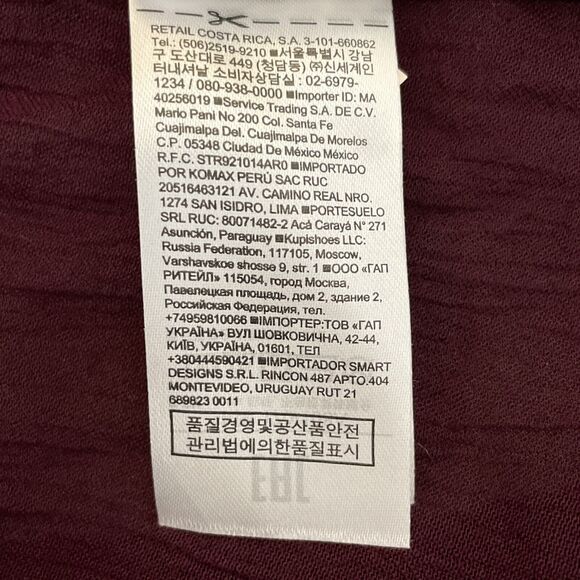 RETAIL COSTA RICA, S.A. 3-101-660862
Tel.: (506)2519-9210 ■서울특별시 강남
구 도산대로 449 (청담동) ㈜신세계인
터내셔날 소비자상담실 : 02-6979-
1234 / 080-938-0000 ■Importer ID: MA
40256019 ■Service Trading S.A. DE C.V.
Mario Pani No 200 Col. Santa Fe
Cuajimalpa Del. Cuajimalpa De Morelos
C.P. 05348 Ciudad De México México
R.F.C. STR921014AR0 ■IMPORTADO
POR KOMAX PERÚ SAC RUC
20516463121 AV. CAMINO REAL NRO.
1274 SAN ISIDRO, LIMA ■PORTESUELO
SRL RUC: 80071482-2 Acá Carayá N° 271
Asunción, Paraguay ■Kupishoes LLC:
Russia Federation, 117105, Moscow,
Varshavskoe shosse 9, str. 1 ■ООО «ГАП
РИТЕЙЛ» 115054, город Москва,
Павелецкая площадь, дом 2, здание 2,
Российская Федерация, тел.
+74959810066 ■ІМПОРТЕР:ТОВ «ГАП
УКРАЇНА» ВУЛ ШОВКОВИЧНА, 42-44,
КИЇВ, УКРАЇНА, 01601, ТЕЛ
+380444590421 ■IMPORTADOR SMART
DESIGNS S.R.L. RINCON 487 APTO.404
MONTEVIDEO, URUGUAY RUT 21
689823 0011
품질경영및공산품안전
관리법에의한품질표시